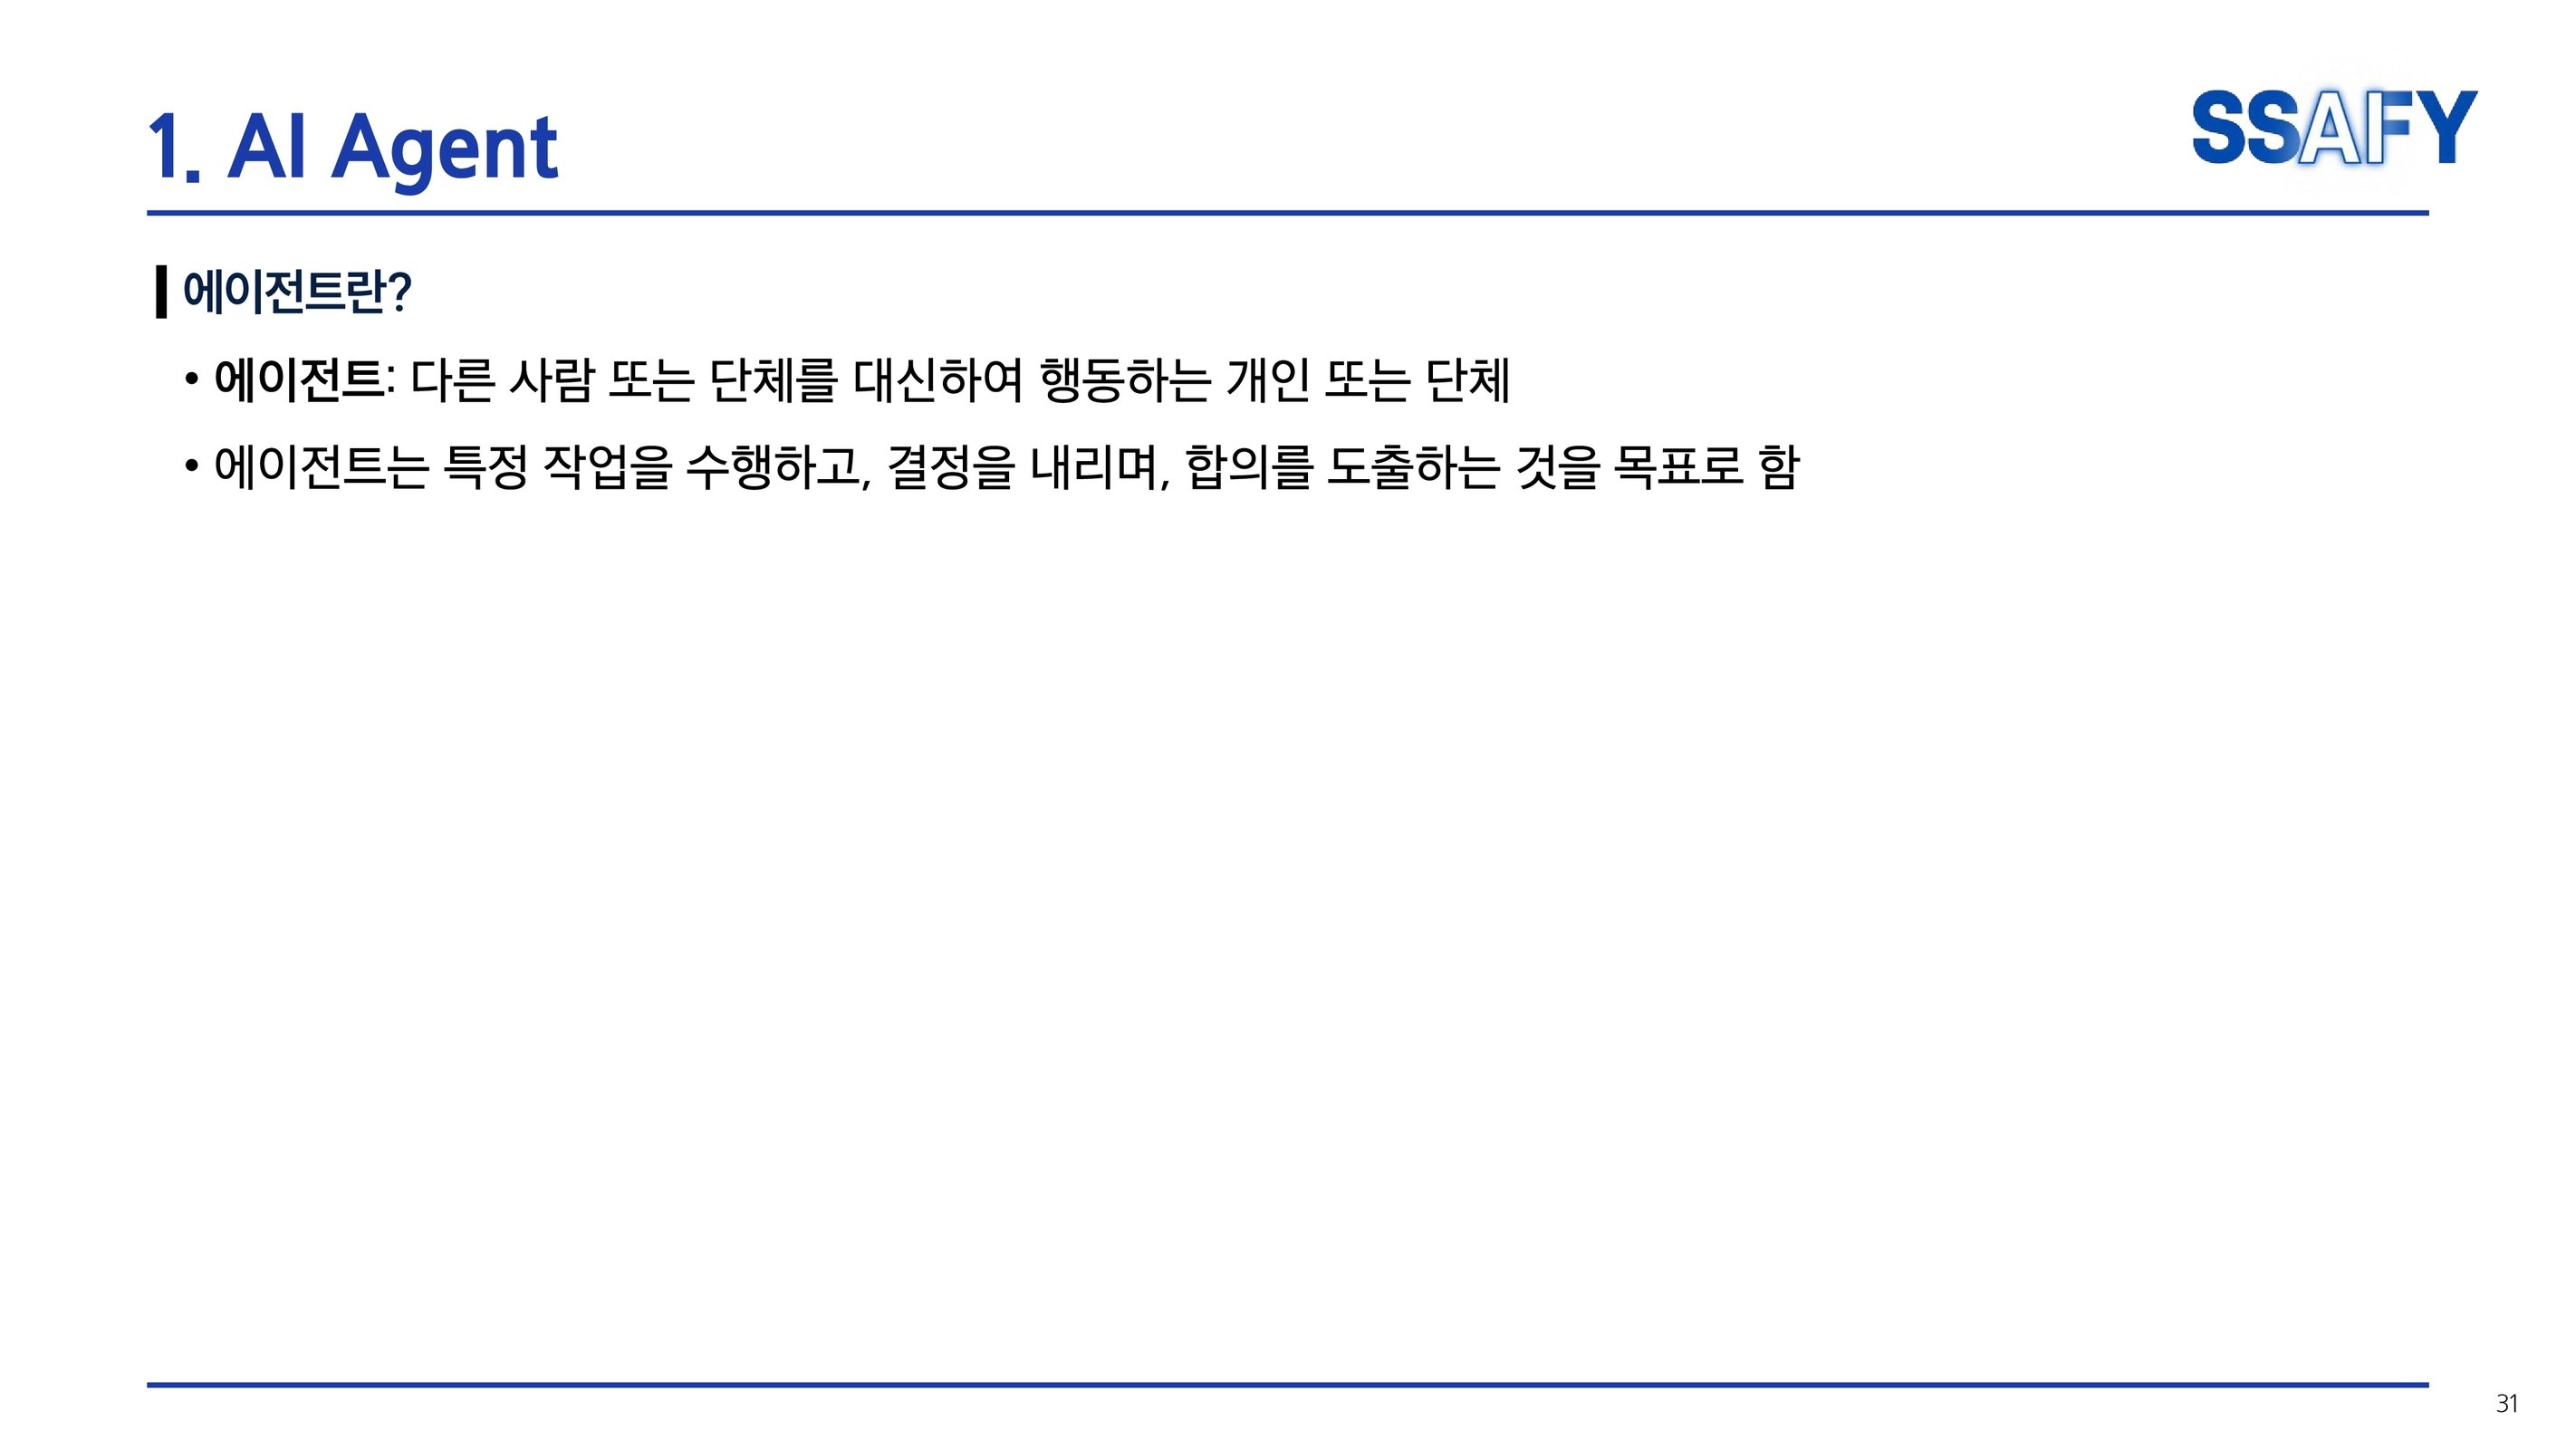 1. AI Agent
SSAFY
에이전트란?
• 에이전트: 다른 사람 또는 단체를 대신하여 행동하는 개인 또는 단체
• 에이전트는 특정 작업을 수행하고, 결정을 내리며, 합의를 도출하는 것을 목표로 함
31